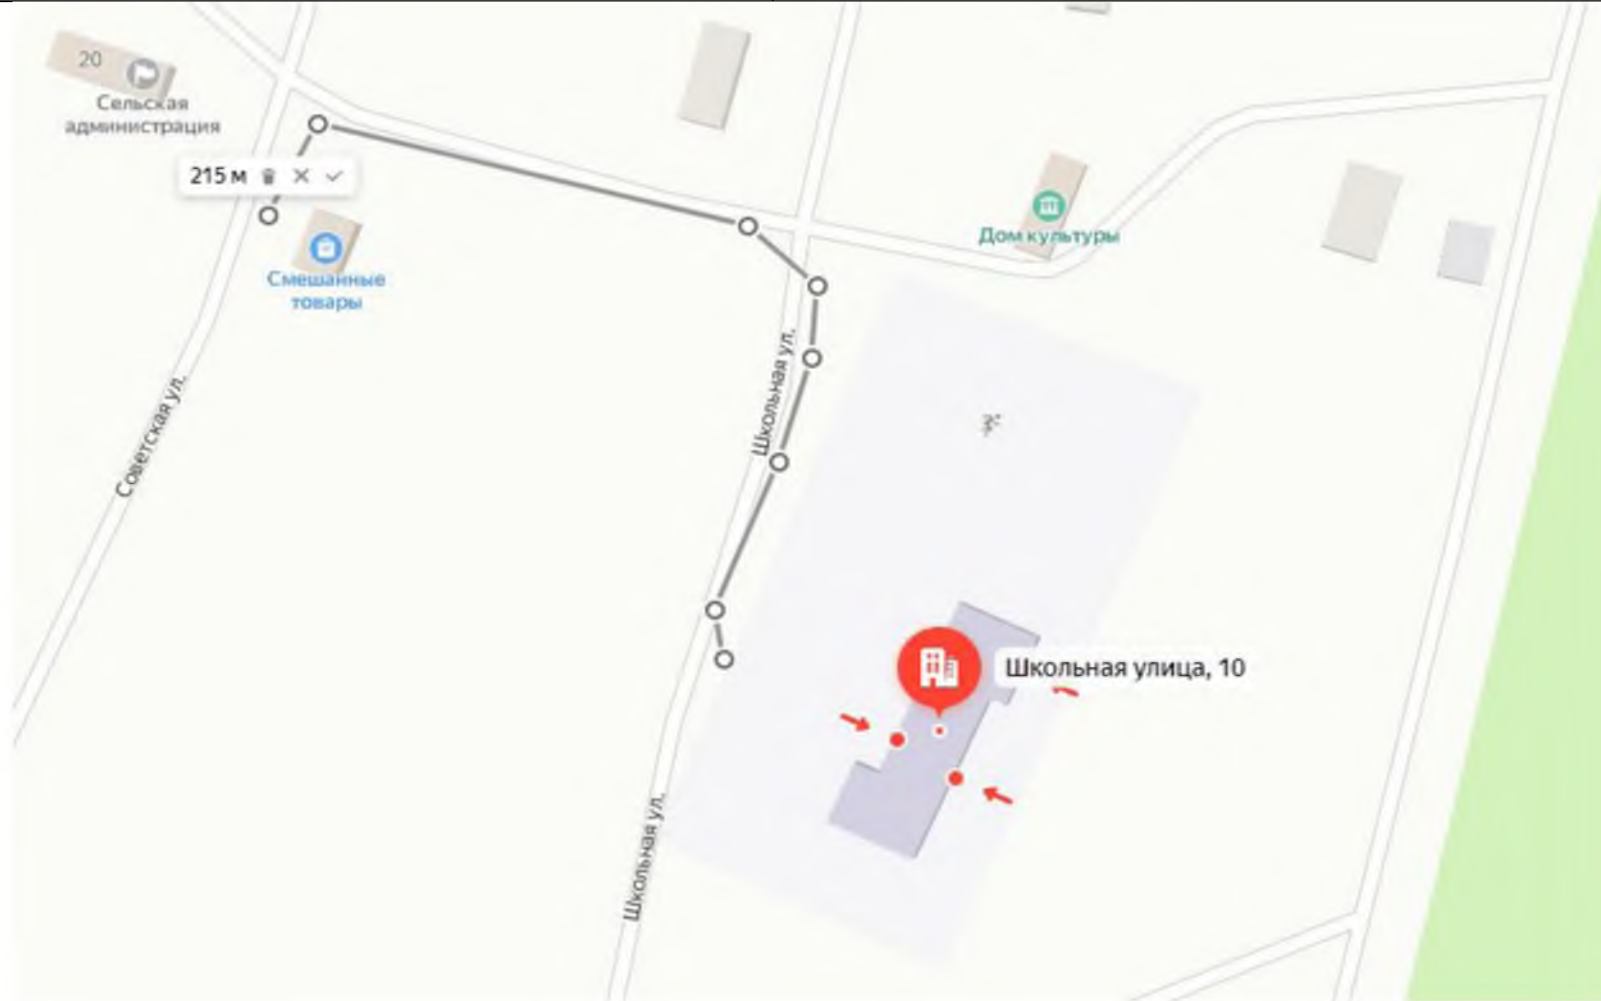 20
Сельская
администрация
215 м
Смешанные
товары
Дом культуры
Школьная ул.
Советская ул.
Школьная улица, 10
Школьная ул.